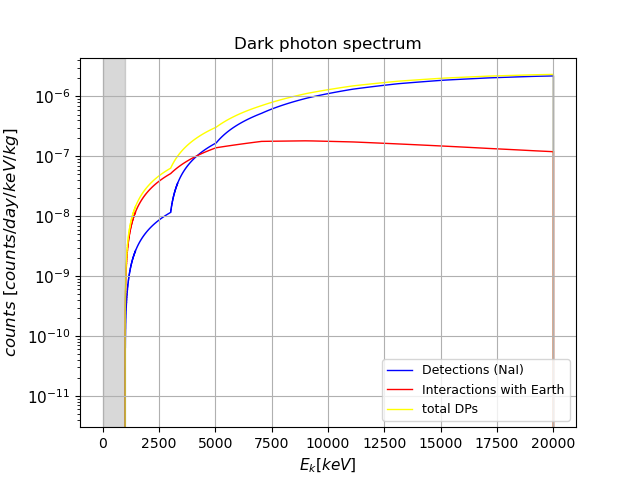 Dark photon spectrum
counts [counts/day/keV/kg]
10⁻⁶
10⁻⁷
10⁻⁸
10⁻⁹
10⁻¹⁰
10⁻¹¹
Detections (NaI)
Interactions with Earth
total DPs
0 2500 5000 7500 10000 12500 15000 17500 20000
Eₖ[keV]